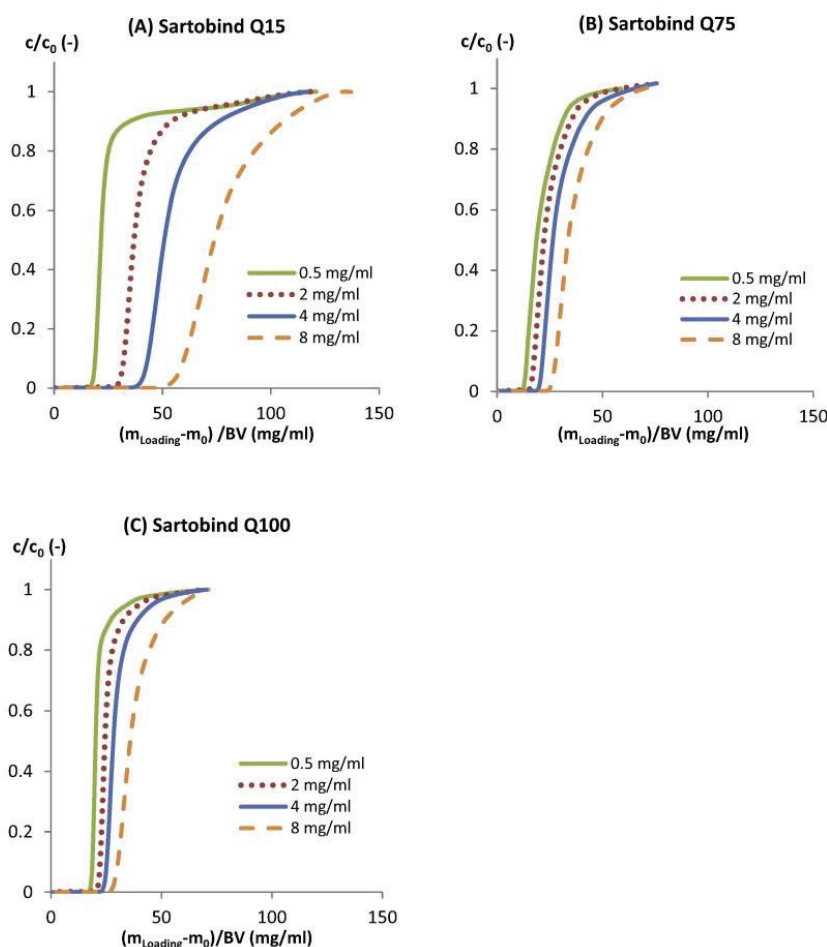 (A) Sartobind Q15
c/c₀ (-)
1
0.8
0.6
0.4
0.2
0
0 50 100 150
0.5 mg/ml
2 mg/ml
4 mg/ml
8 mg/ml
(m_Loading-m₀) /BV (mg/ml)
(B) Sartobind Q75
c/c₀ (-)
1
0.8
0.6
0.4
0.2
0
0 50 100 150
0.5 mg/ml
2 mg/ml
4 mg/ml
8 mg/ml
(m_Loading-m₀)/BV (mg/ml)
(C) Sartobind Q100
c/c₀ (-)
1
0.8
0.6
0.4
0.2
0
0 50 100 150
0.5 mg/ml
2 mg/ml
4 mg/ml
8 mg/ml
(m_Loading-m₀)/BV (mg/ml)